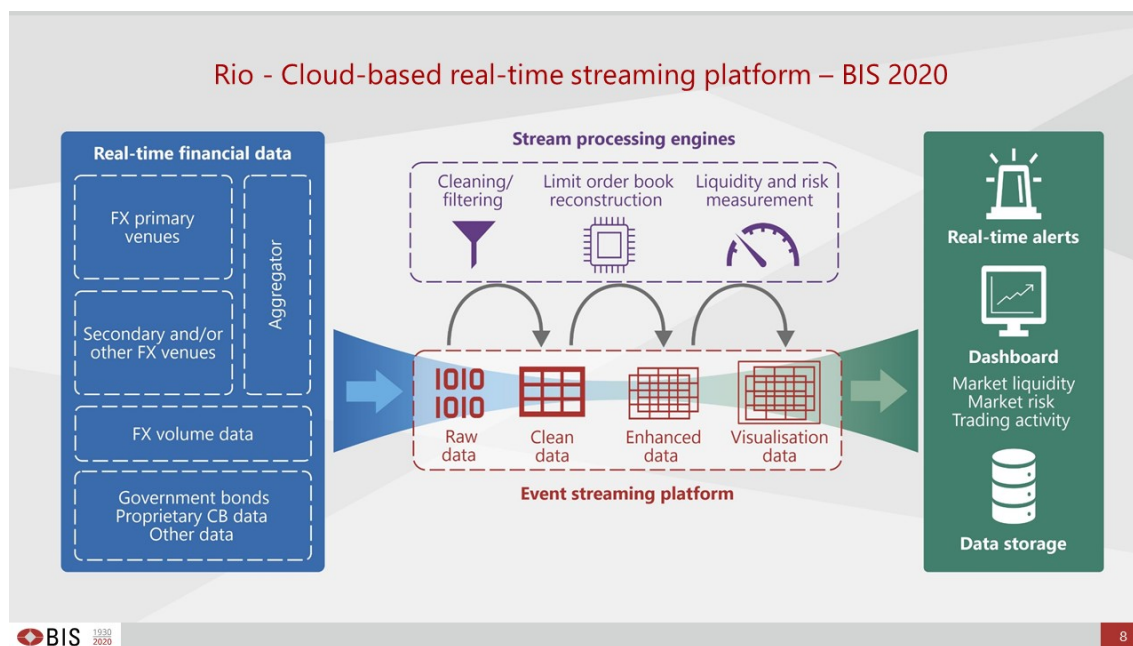 Rio - Cloud-based real-time streaming platform – BIS 2020
Real-time financial data
FX primary
venues
Aggregator
Secondary and/or
other FX venues
FX volume data
Government bonds
Proprietary CB data
Other data
Stream processing engines
Cleaning/
filtering
Limit order book
reconstruction
Liquidity and risk
measurement
1010
1010
Raw
data
Clean
data
Enhanced
data
Visualisation
data
Event streaming platform
Real-time alerts
Dashboard
Market liquidity
Market risk
Trading activity
Data storage
BIS
1930
2020
8